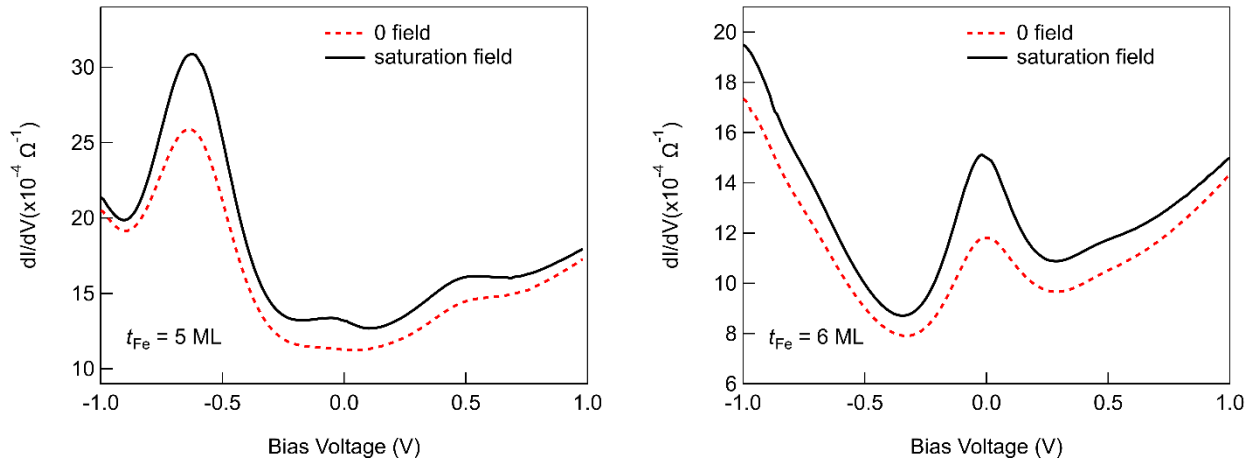 0 field
saturation field
dI/dV(x10⁻⁴ Ω⁻¹)
30
25
20
15
10
t_Fe = 5 ML
-1.0 -0.5 0.0 0.5 1.0
Bias Voltage (V)
0 field
saturation field
dI/dV(x10⁻⁴ Ω⁻¹)
20
18
16
14
12
10
8
6
t_Fe = 6 ML
-1.0 -0.5 0.0 0.5 1.0
Bias Voltage (V)